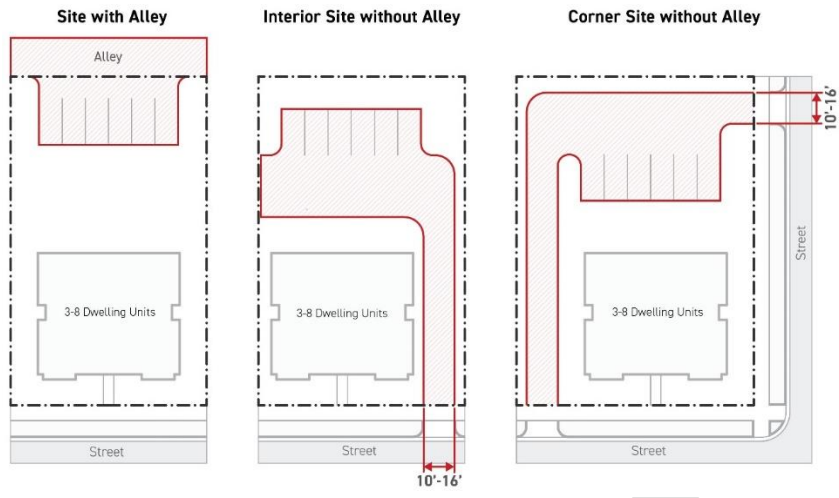 Site with Alley
Interior Site without Alley
Corner Site without Alley
Alley
10'-16'
Street
3-8 Dwelling Units
3-8 Dwelling Units
3-8 Dwelling Units
Street
Street
Street
10'-16'